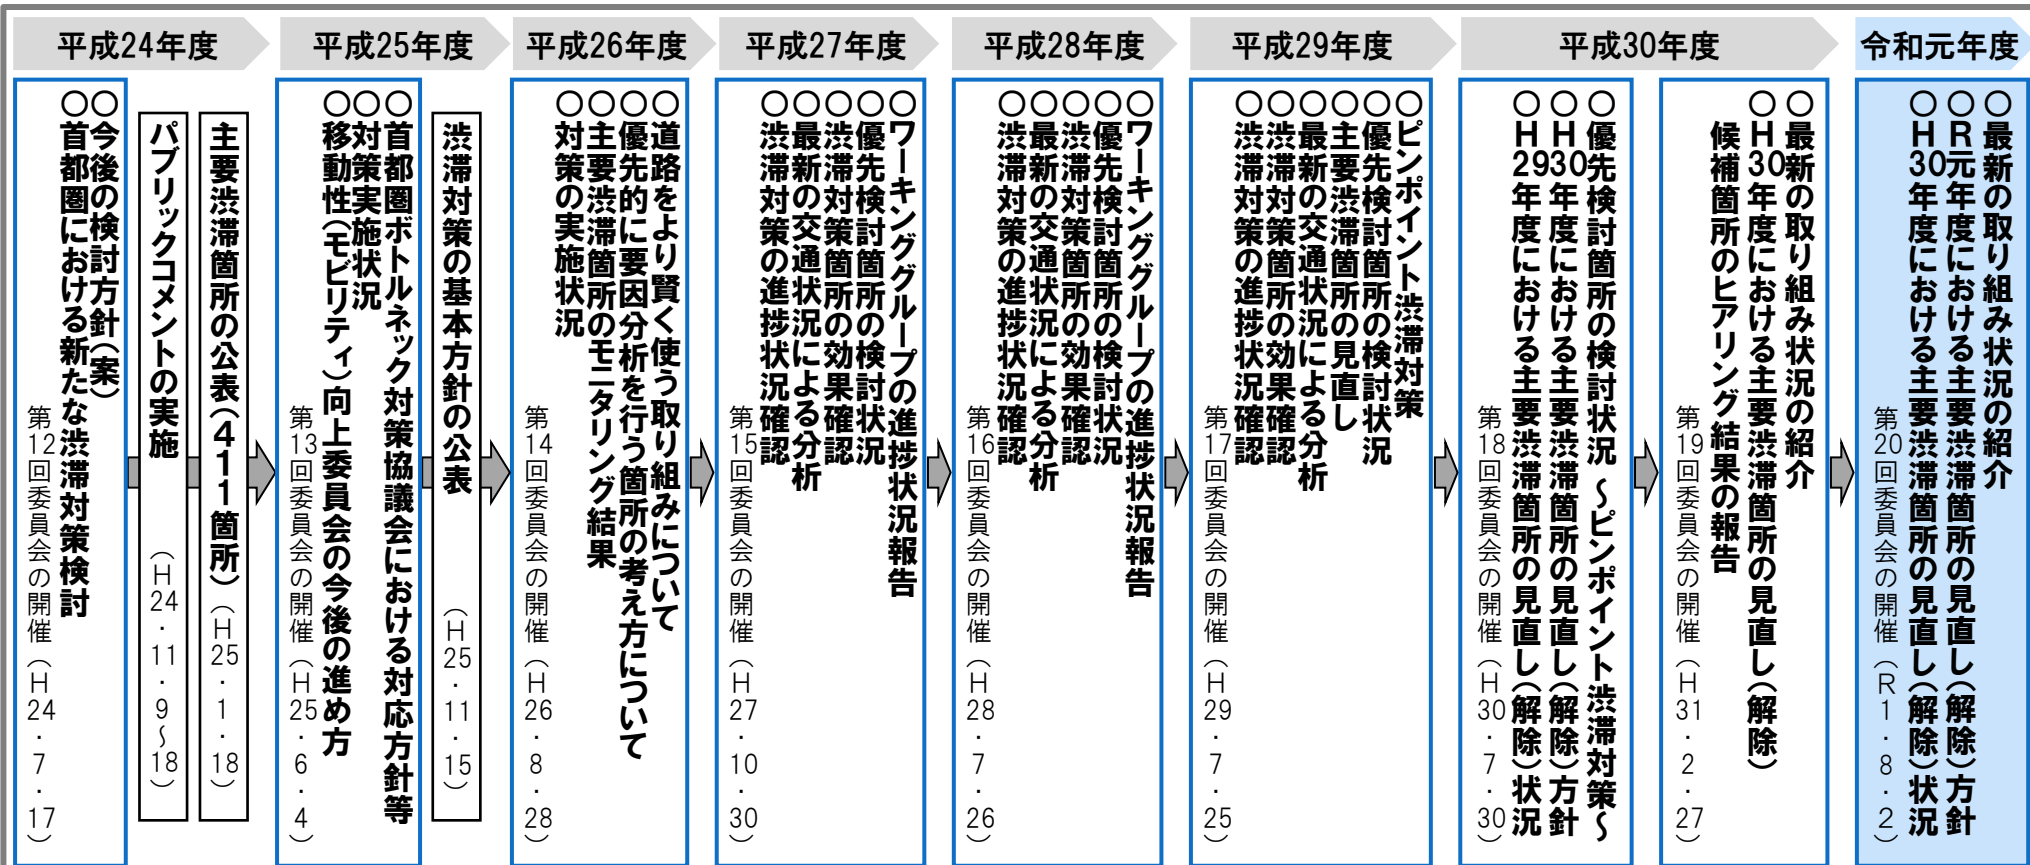 平成24年度
平成25年度
平成26年度
平成27年度
平成28年度
平成29年度
平成30年度
令和元年度
○今後の検討方針（案）
○首都圏における新たな渋滞対策検討
第12回委員会の開催（H24．7．17）
パブリックコメントの実施　（H24．11．9～18）
主要渋滞箇所の公表（411箇所）（H25．1．18）
○首都圏ボトルネック対策協議会における対応方針等
○対策実施状況
○移動性（モビリティ）向上委員会の今後の進め方
第13回委員会の開催（H25．6．4）
渋滞対策の基本方針の公表　（H25．11．15）
○道路をより賢く使う取り組みについて
○優先的に要因分析を行う箇所の考え方について
○主要渋滞箇所のモニタリング結果
○対策の実施状況
第14回委員会の開催（H26．8．28）
○ワーキンググループの進捗状況報告
○優先検討箇所の検討状況
○渋滞対策箇所の効果確認
○最新の交通状況による分析
○渋滞対策の進捗状況確認
第15回委員会の開催（H27．10．30）
○ワーキンググループの進捗状況報告
○優先検討箇所の検討状況
○渋滞対策箇所の効果確認
○最新の交通状況による分析
○渋滞対策の進捗状況確認
第16回委員会の開催（H28．7．26）
○ピンポイント渋滞対策
○優先検討箇所の検討状況
○主要渋滞箇所の見直し
○最新の交通状況による分析
○渋滞対策箇所の効果確認
○渋滞対策の進捗状況確認
第17回委員会の開催（H29．7．25）
○優先検討箇所の検討状況　～ピンポイント渋滞対策～
○H30年度における主要渋滞箇所の見直し（解除）方針
○H29年度における主要渋滞箇所の見直し（解除）状況
第18回委員会の開催（H30．7．30）
○最新の取り組み状況の紹介
○H30年度における主要渋滞箇所の見直し（解除）
候補箇所のヒアリング結果の報告
第19回委員会の開催（H31．2．27）
○最新の取り組み状況の紹介
○R元年度における主要渋滞箇所の見直し（解除）方針
○H30年度における主要渋滞箇所の見直し（解除）状況
第20回委員会の開催（R1．8．2）